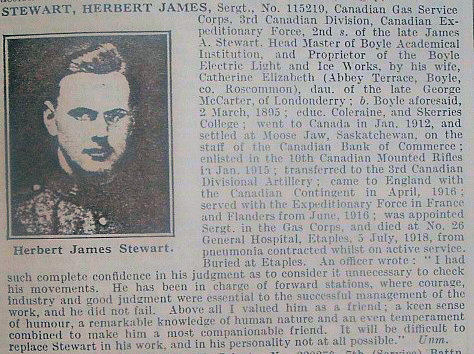 STEWART, HERBERT JAMES, Sergt., No. 115219, Canadian Gas Service
Corps, 3rd Canadian Division, Canadian Ex-
peditionary Force, 2nd s. of the late James
A. Stewart, Head Master of Boyle Academical
Institution, and Proprietor of the Boyle
Electric Light and Ice Works, by his wife,
Catherine Elizabeth (Abbey Terrace, Boyle,
co. Roscommon), dau. of the late George
McCarter, of Londonderry; b. Boyle aforesaid,
2 March, 1895; educ. Coleraine, and Skerries
College; went to Canada in Jan. 1912, and
settled at Moose Jaw, Saskatchewan, on the
staff of the Canadian Bank of Commerce;
enlisted in the 10th Canadian Mounted Rifles
in Jan. 1915; transferred to the 3rd Canadian
Divisional Artillery; came to England with
the Canadian Contingent in April, 1916;
served with the Expeditionary Force in France
and Flanders from June, 1916; was appointed
Sergt. in the Gas Corps, and died at No. 26
General Hospital, Etaples, 5 July, 1918, from
pneumonia contracted whilst on active service.
Buried at Etaples. An officer wrote: "I had
Herbert James Stewart.
such complete confidence in his judgment as to consider it unnecessary to check
his movements. He has been in charge of forward stations, where courage,
industry and good judgment were essential to the successful management of the
work, and he did not fail. Above all I valued him as a friend; a keen sense
of humour, a remarkable knowledge of human nature and an even temperament
combined to make him a most companionable friend. It will be difficult to
replace Stewart in his work, and in his personality not at all possible." Unm.